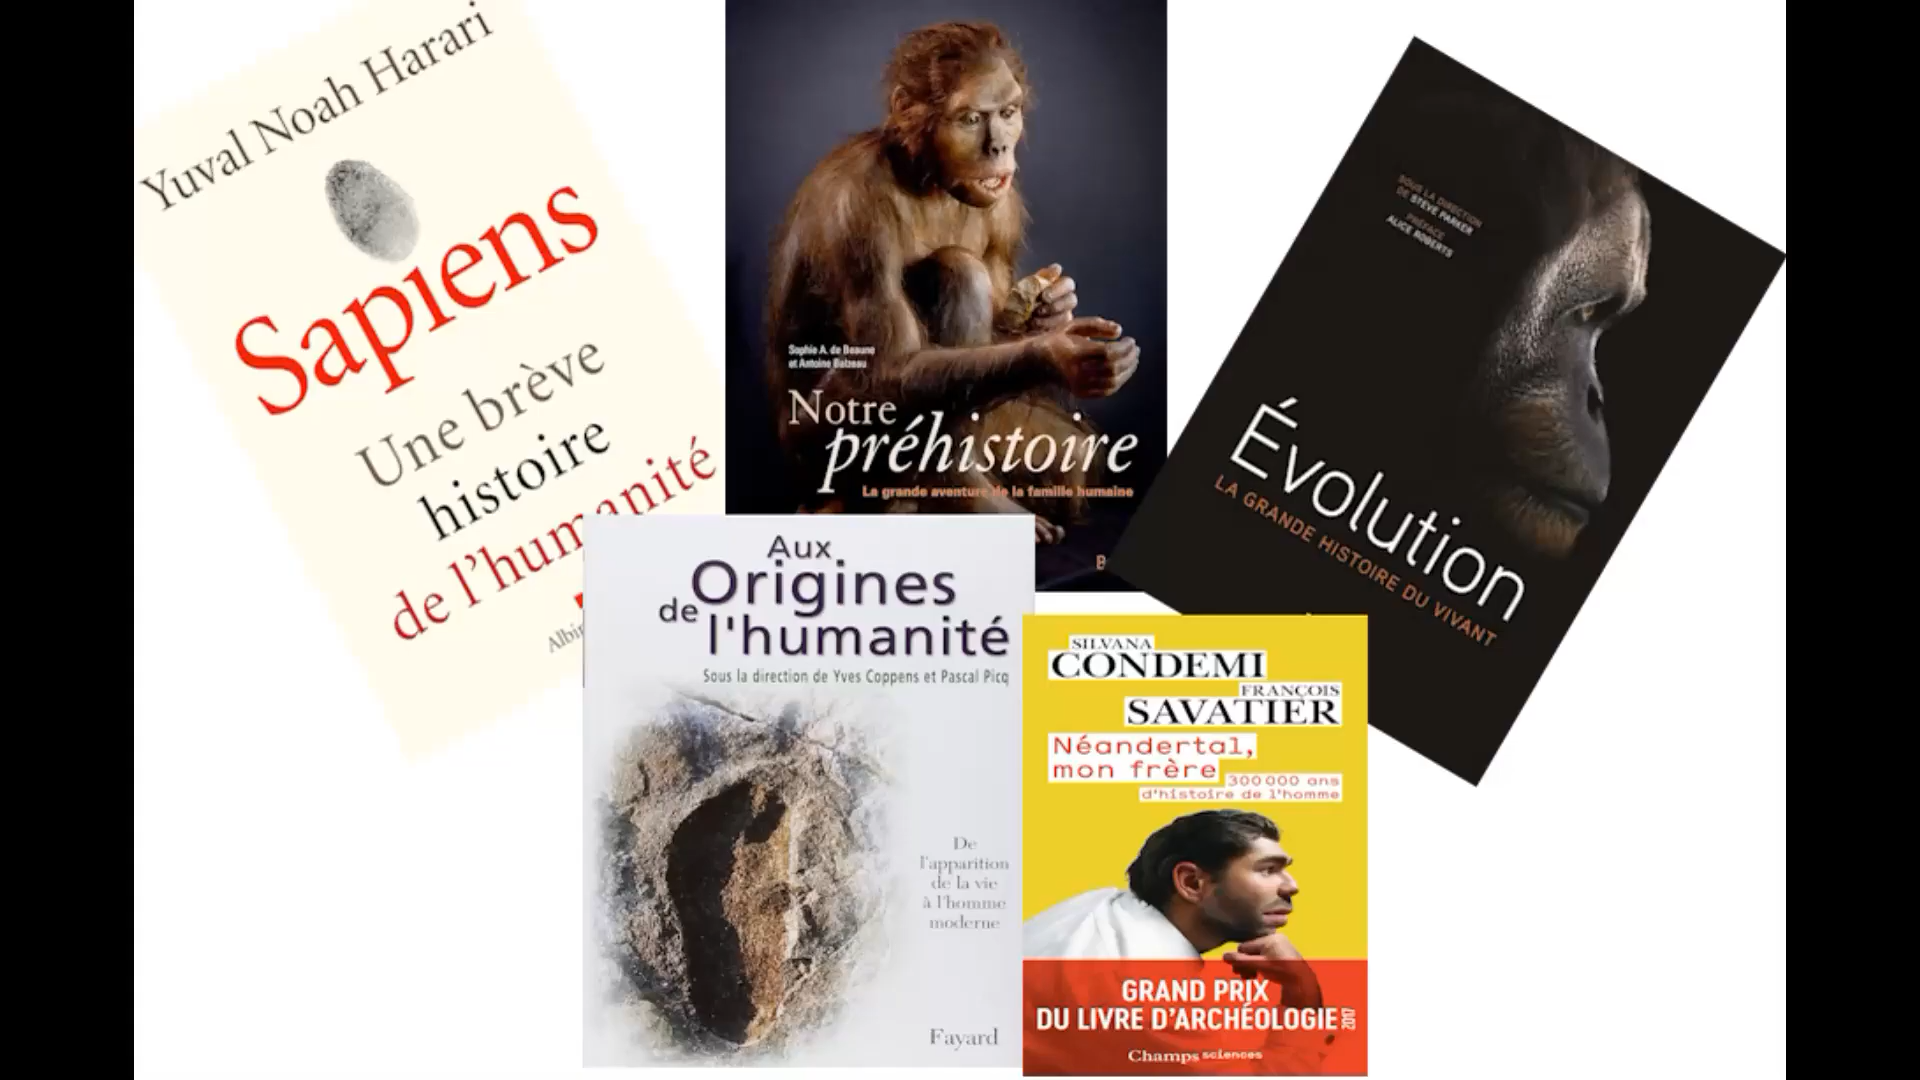 Yuval Noah Harari
Sapiens
Une brève
histoire
de l'humanité
Sophie A. de Beaune
et Antoine Balzeau
Notre
préhistoire
La grande aventure de la famille humaine
B
SOUS LA DIRECTION
DE STEVE PARKER
PRÉFACE
ALICE ROBERTS
Évolution
LA GRANDE HISTOIRE DU VIVANT
Albin
Aux
Origines
de l'humanité
Sous la direction de Yves Coppens et Pascal Picq
De
l'apparition
de la vie
à l'homme
moderne
Fayard
SILVANA
CONDEMI
FRANÇOIS
SAVATIER
Néandertal,
mon frère
300 000 ans
d'histoire de l'homme
GRAND PRIX
DU LIVRE D'ARCHÉOLOGIE 2017
Champs sciences